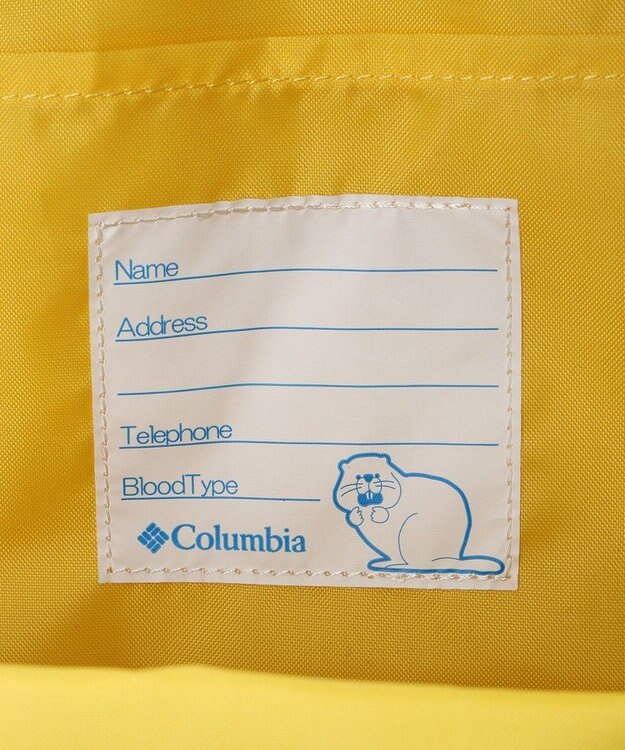 Name
Address
Telephone
BloodType
Columbia